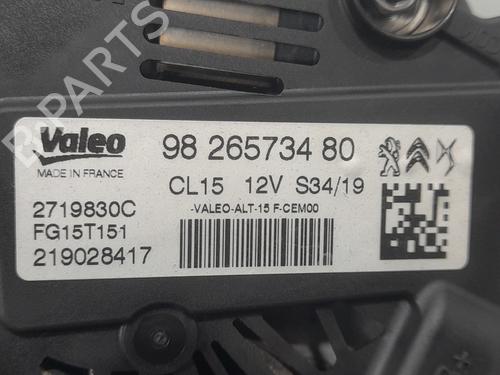 Valeo
MADE IN FRANCE
98 265734 80
CL15 12V S34/19
-VALEO-ALT-15 F-CEM00
2719830C
FG15T151
219028417
B-PARTS